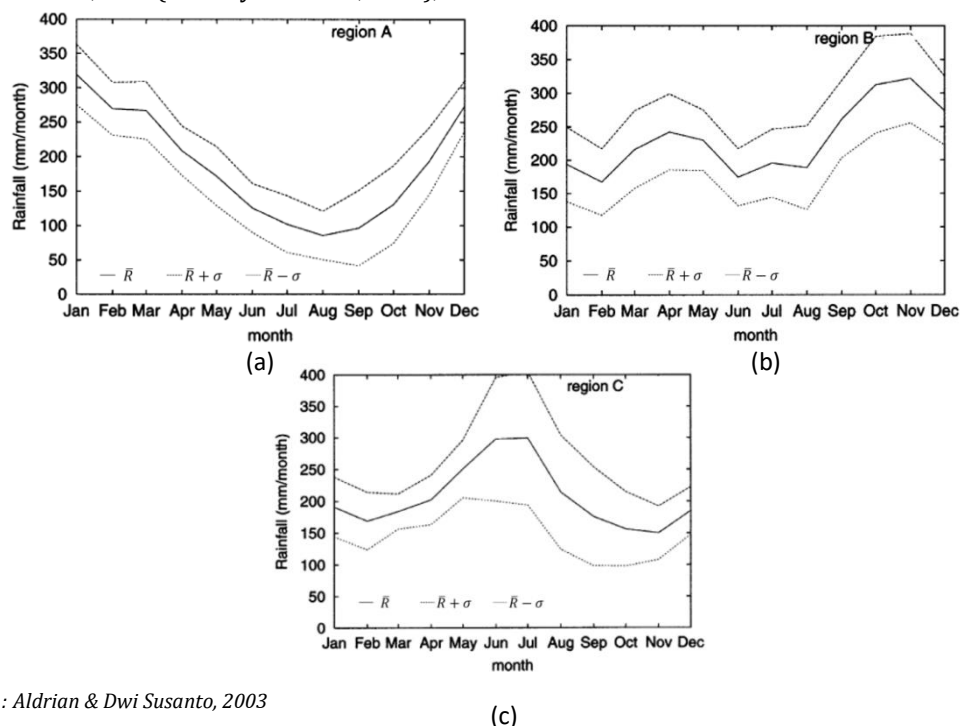 region A
Rainfall (mm/month)
400
350
300
250
200
150
100
50
0
R̄ R̄ + σ R̄ − σ
Jan Feb Mar Apr May Jun Jul Aug Sep Oct Nov Dec
month
(a)
region B
Rainfall (mm/month)
400
350
300
250
200
150
100
50
0
R̄ R̄ + σ R̄ − σ
Jan Feb Mar Apr May Jun Jul Aug Sep Oct Nov Dec
month
(b)
region C
Rainfall (mm/month)
400
350
300
250
200
150
100
50
0
R̄ R̄ + σ R̄ − σ
Jan Feb Mar Apr May Jun Jul Aug Sep Oct Nov Dec
month
: Aldrian & Dwi Susanto, 2003
(c)